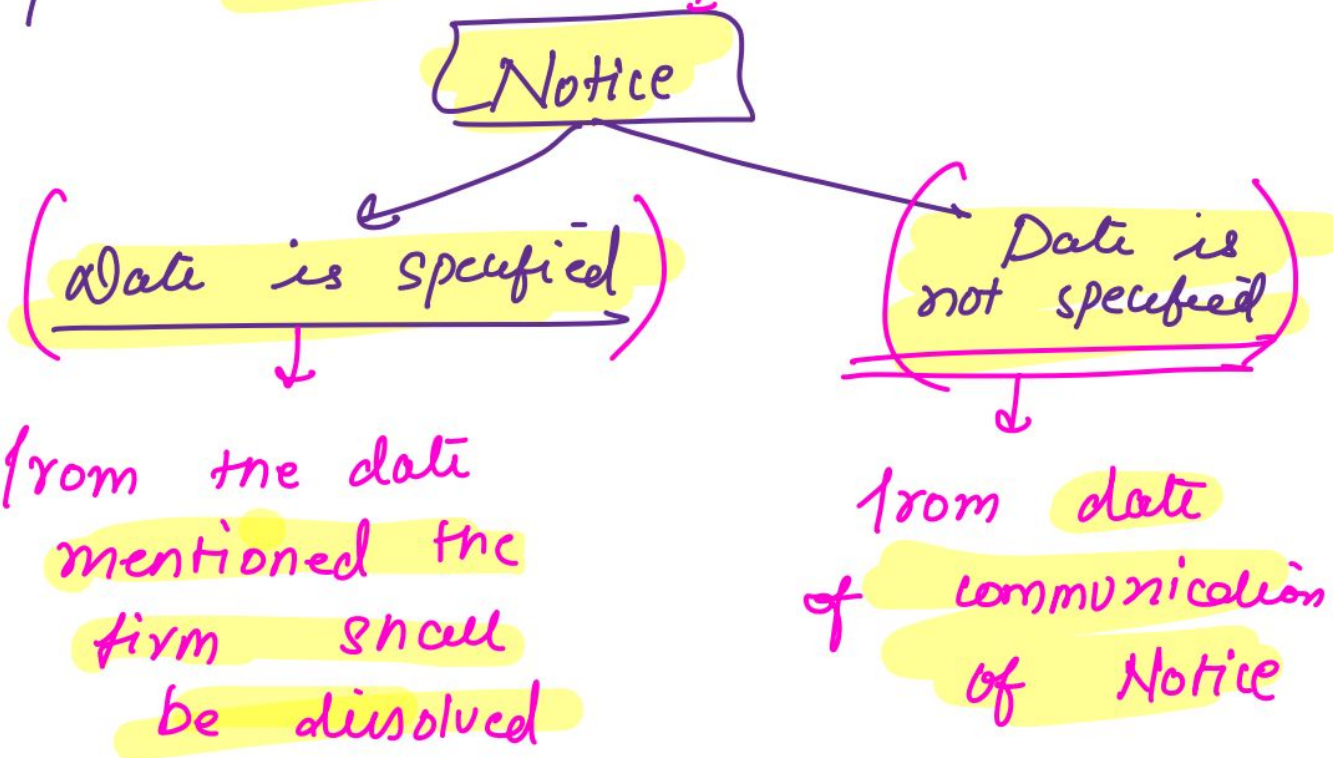 Notice
Date is specified
Date is
not specified
from the date
mentioned the
firm shall
be dissolved
from date
of communication
of Notice